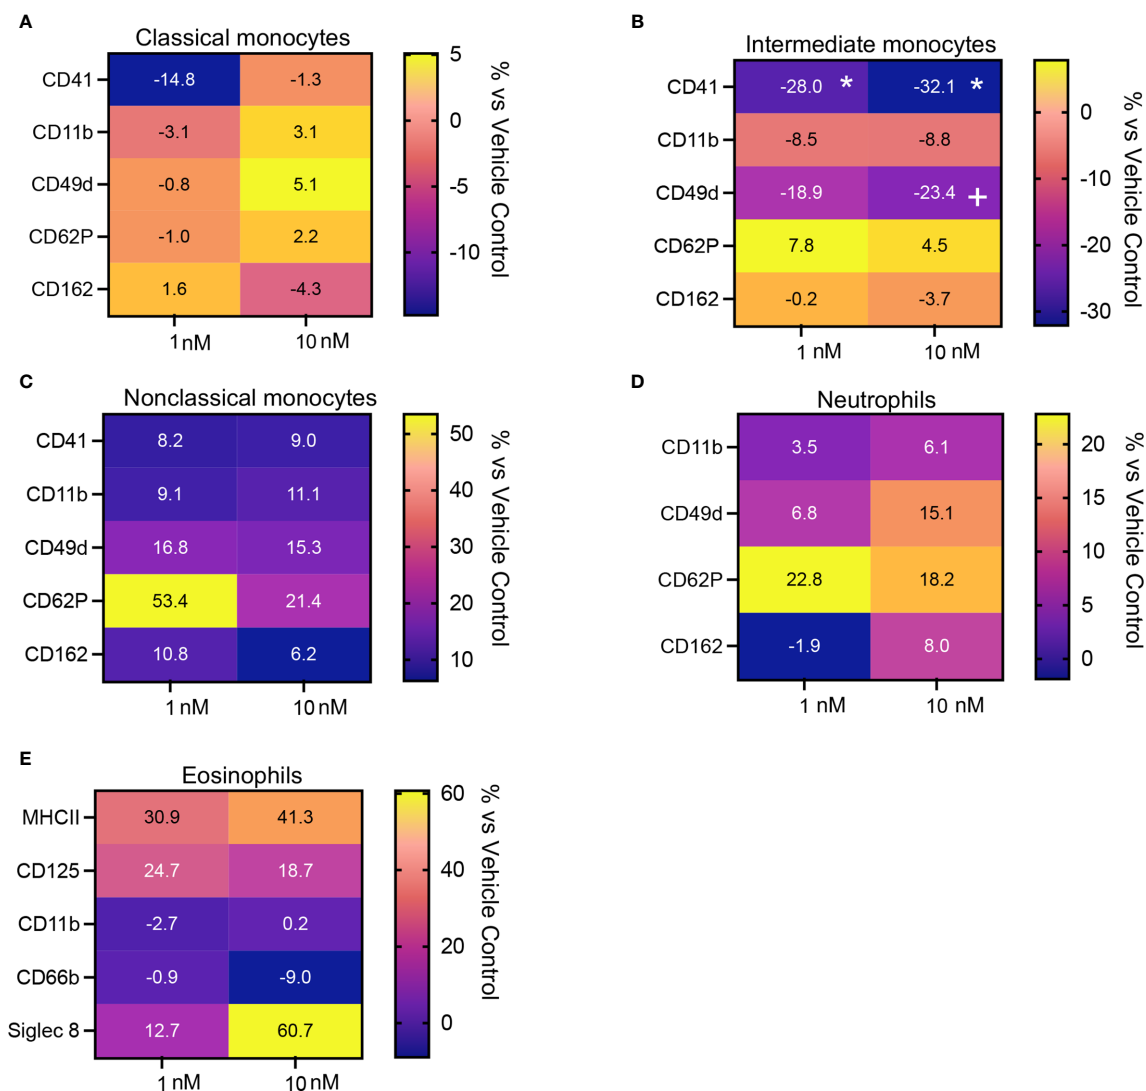 A
Classical monocytes
CD41 -14.8 -1.3
CD11b -3.1 3.1
CD49d -0.8 5.1
CD62P -1.0 2.2
CD162 1.6 -4.3
1 nM 10 nM
5
0
-5
-10
% vs Vehicle Control
B
Intermediate monocytes
CD41 -28.0 * -32.1 *
CD11b -8.5 -8.8
CD49d -18.9 -23.4 +
CD62P 7.8 4.5
CD162 -0.2 -3.7
1 nM 10 nM
0
-10
-20
-30
% vs Vehicle Control
C
Nonclassical monocytes
CD41 8.2 9.0
CD11b 9.1 11.1
CD49d 16.8 15.3
CD62P 53.4 21.4
CD162 10.8 6.2
1 nM 10 nM
50
40
30
20
10
% vs Vehicle Control
D
Neutrophils
CD11b 3.5 6.1
CD49d 6.8 15.1
CD62P 22.8 18.2
CD162 -1.9 8.0
1 nM 10 nM
20
15
10
5
0
% vs Vehicle Control
E
Eosinophils
MHCII 30.9 41.3
CD125 24.7 18.7
CD11b -2.7 0.2
CD66b -0.9 -9.0
Siglec 8 12.7 60.7
1 nM 10 nM
60
40
20
0
% vs Vehicle Control